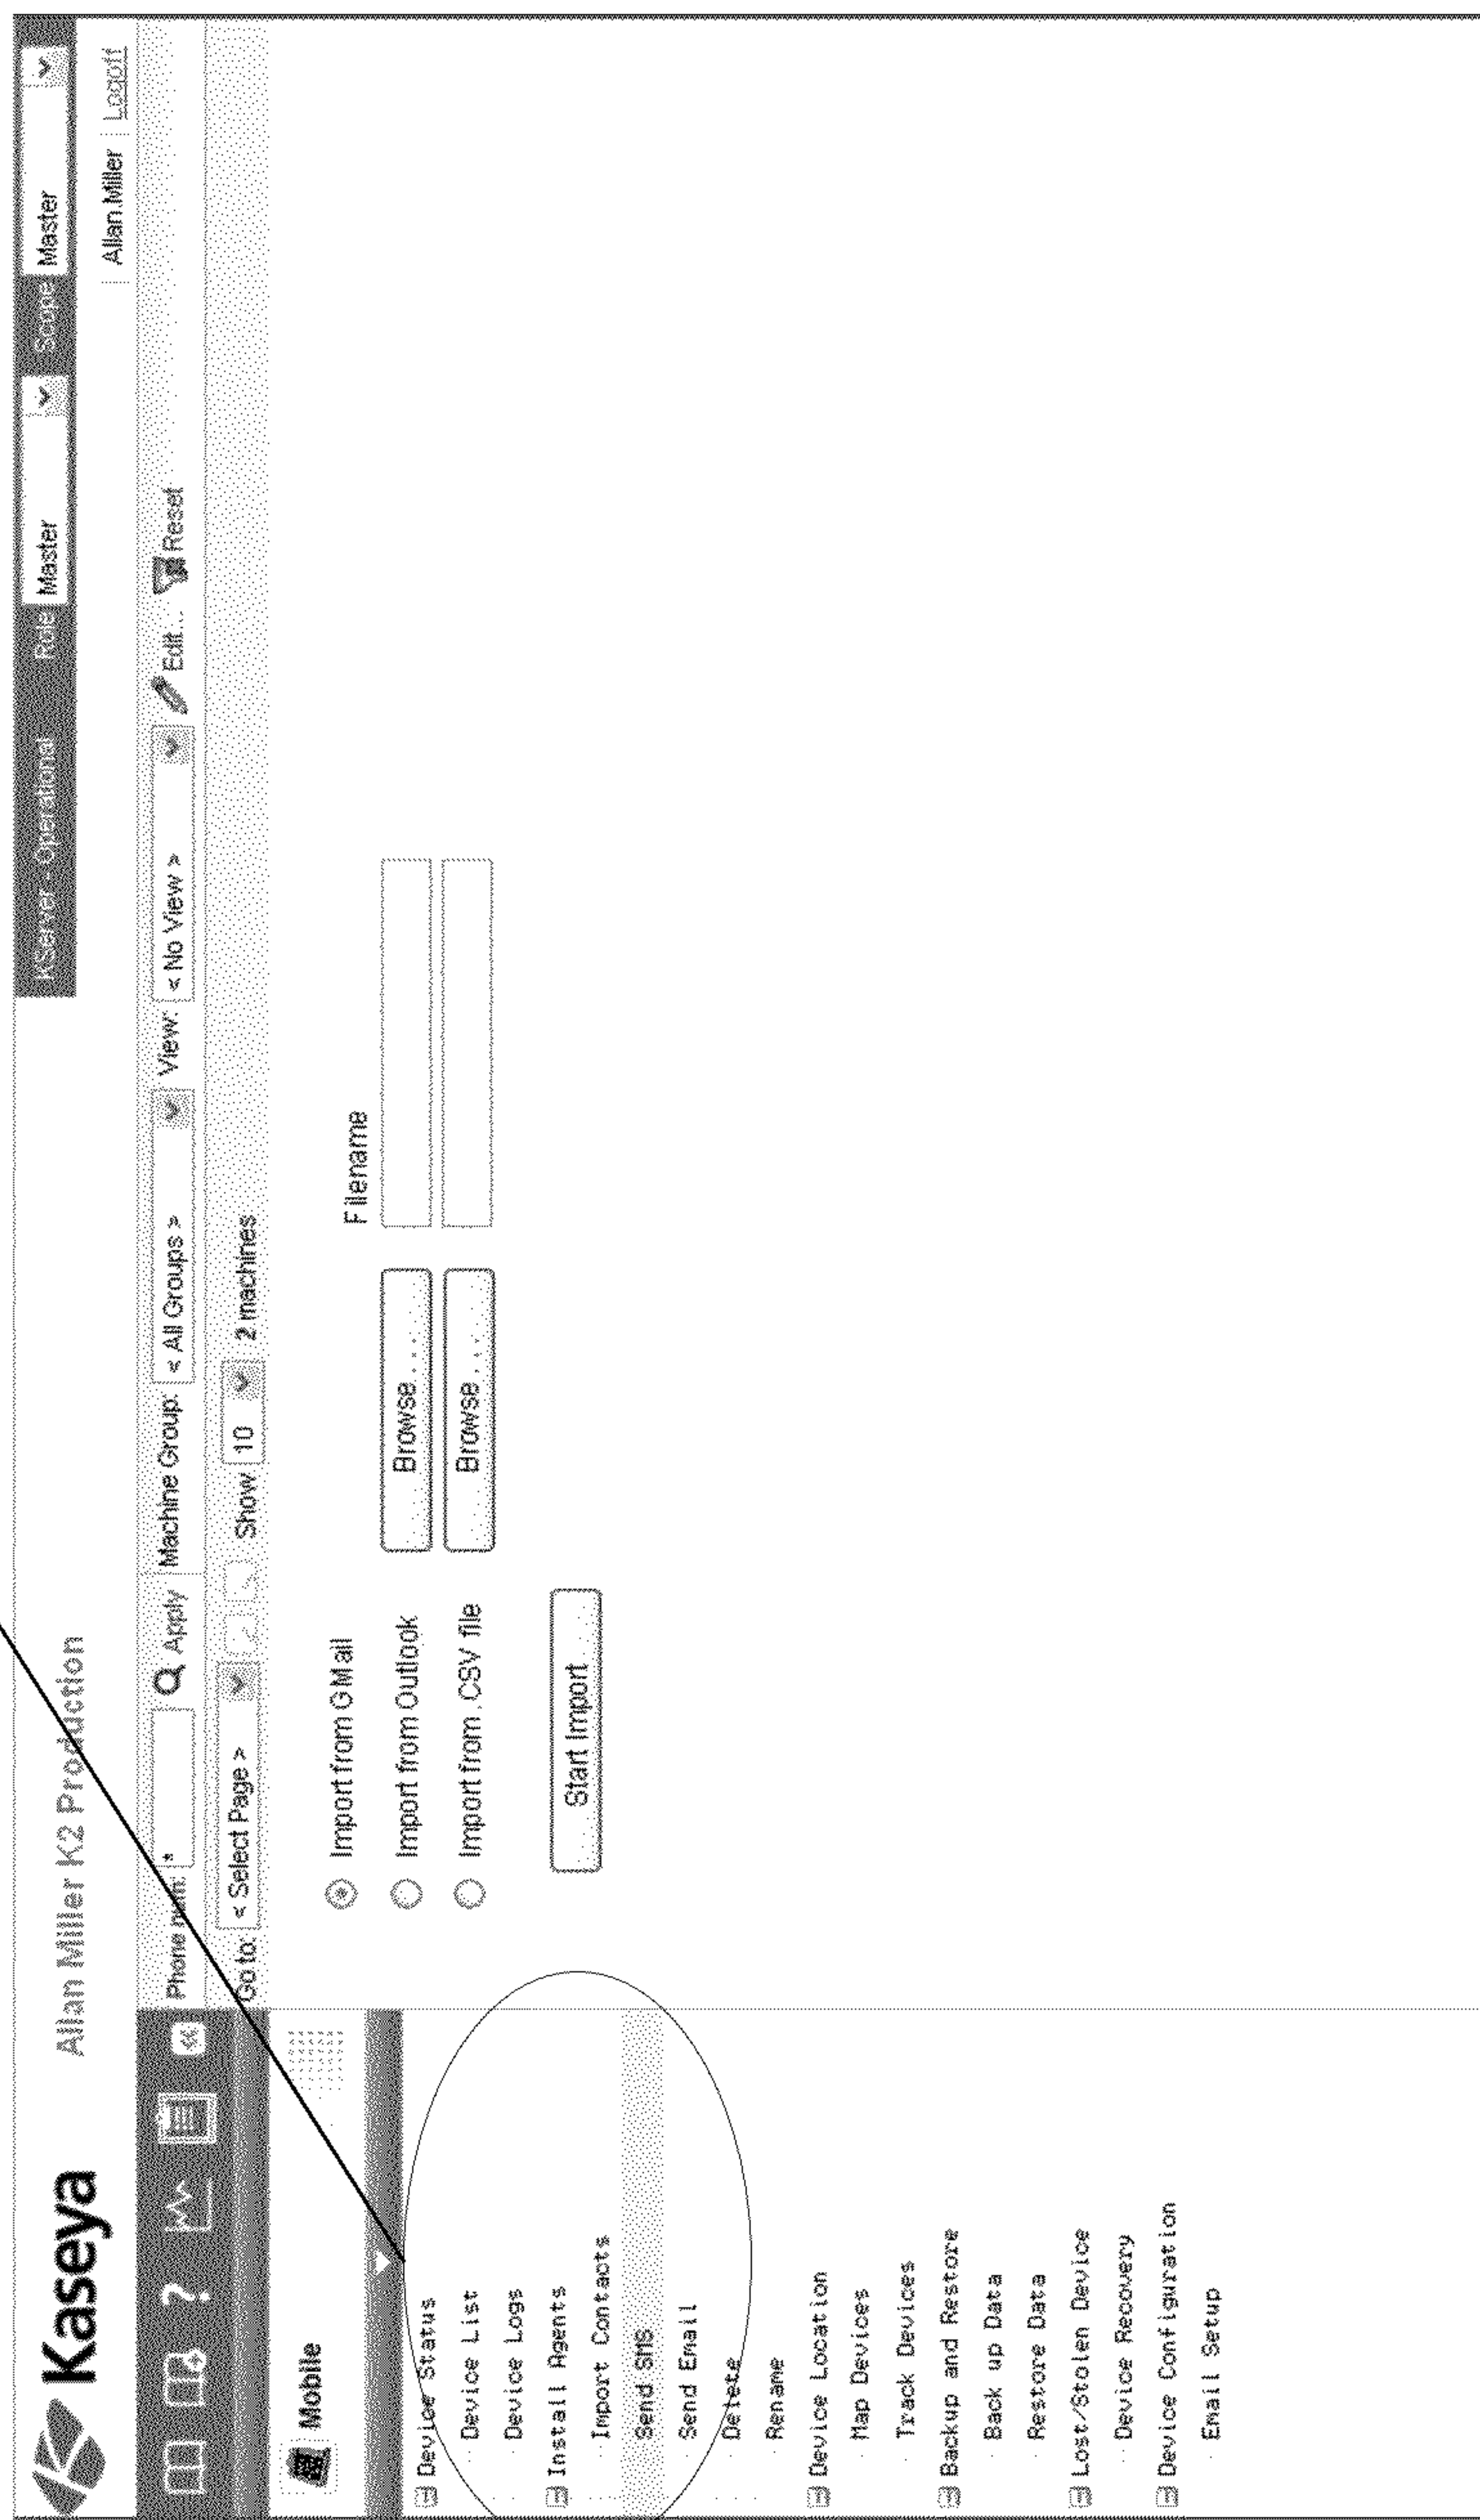 KServer - Operational Role Master Scope Master
Kaseya Allan Miller K2 Production
Allan.Miller Logoff
Phone num: * Apply Machine Group: < All Groups > View: < No View > Edit... Reset
Go to: < Select Page > Show 10 2 machines
Mobile
Device Status
Device List
Device Logs
Install Agents
Import Contacts
Send SMS
Send Email
Delete
Rename
Device Location
Map Devices
Track Devices
Backup and Restore
Back up Data
Restore Data
Lost/Stolen Device
Device Recovery
Device Configuration
Email Setup
Filename
Import from GMail
Import from Outlook Browse...
Import from .CSV file Browse...
Start Import